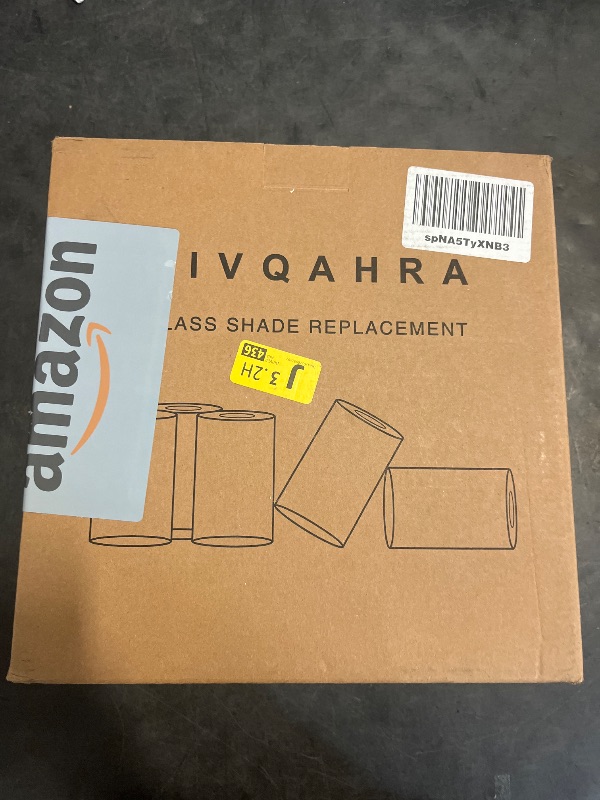 spNA5TyXNB3
IVQAHRA
LASS SHADE REPLACEMENT
amazon
J 3.2H
436